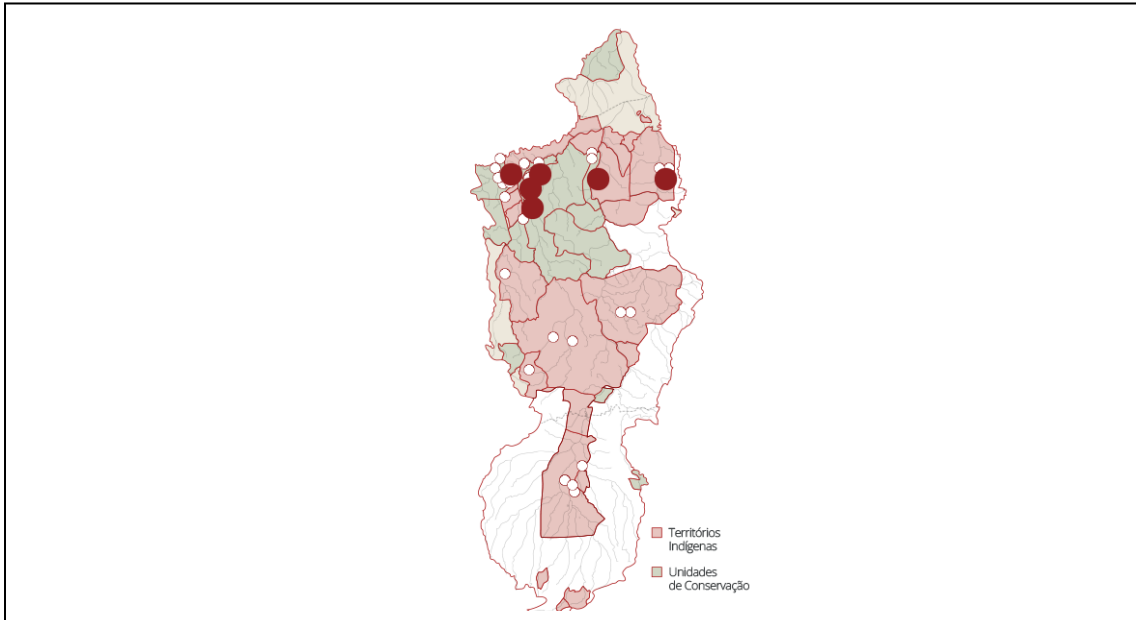 Territórios
Indígenas
Unidades
de Conservação